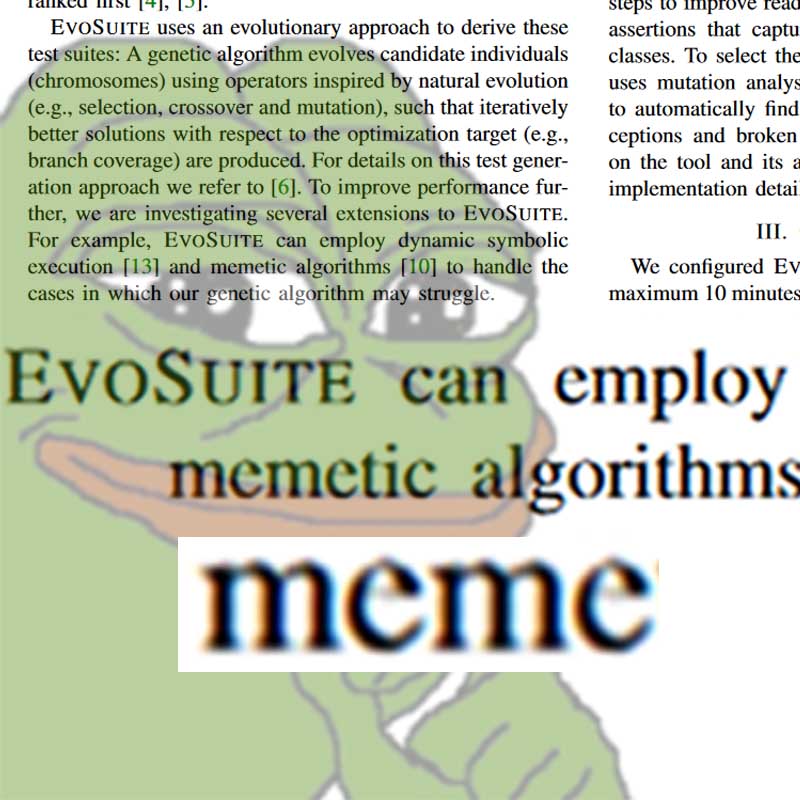 ranked first [4], [5].
EVOSUITE uses an evolutionary approach to derive these
test suites: A genetic algorithm evolves candidate individuals
(chromosomes) using operators inspired by natural evolution
(e.g., selection, crossover and mutation), such that iteratively
better solutions with respect to the optimization target (e.g.,
branch coverage) are produced. For details on this test gener-
ation approach we refer to [6]. To improve performance fur-
ther, we are investigating several extensions to EVOSUITE.
For example, EVOSUITE can employ dynamic symbolic
execution [13] and memetic algorithms [10] to handle the
cases in which our genetic algorithm may struggle.
steps to improve read
assertions that captu
classes. To select the
uses mutation analys
to automatically find
ceptions and broken
on the tool and its a
implementation detai
III.
We configured EV
maximum 10 minutes
EVOSUITE can employ
memetic algorithms
meme